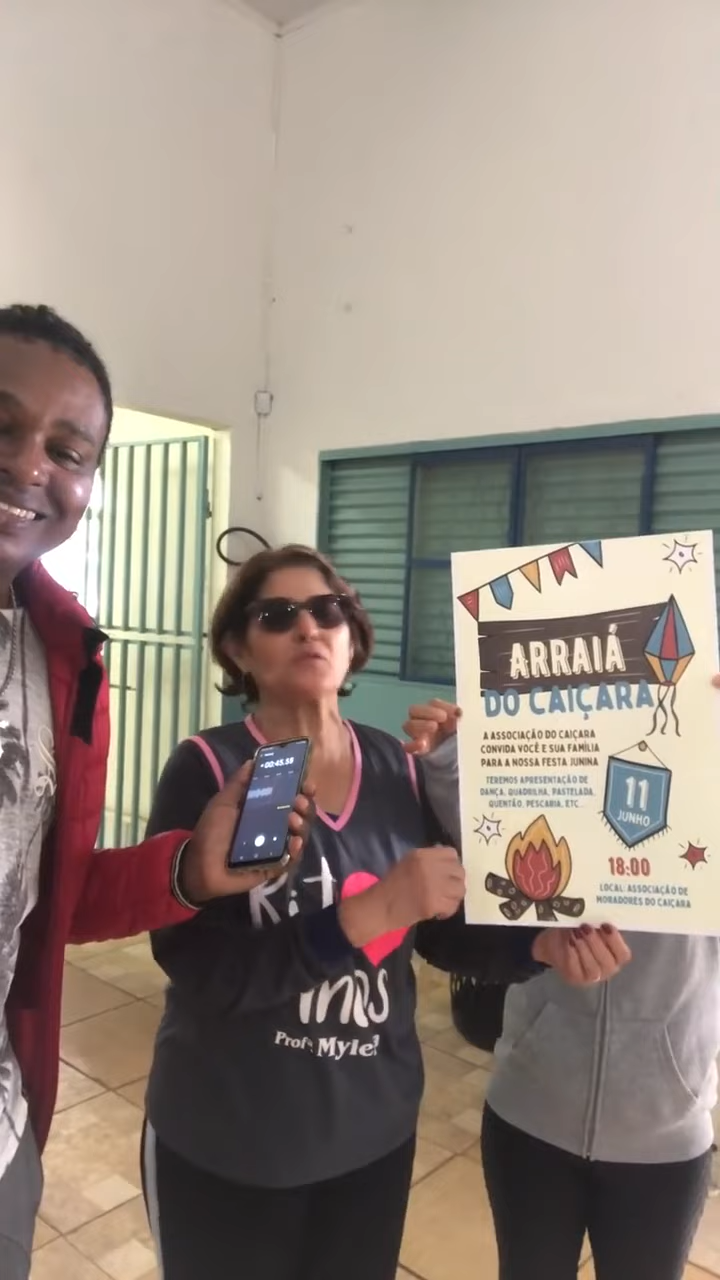 ARRAIÁ
DO CAIÇARA
A ASSOCIAÇÃO DO CAIÇARA
CONVIDA VOCÊ E SUA FAMÍLIA
PARA A NOSSA FESTA JUNINA
TEREMOS APRESENTAÇÃO DE
DANÇA, QUADRILHA, PASTELADA,
QUENTÃO, PESCARIA, ETC...
11
JUNHO
18:00
LOCAL: ASSOCIAÇÃO DE
MORADORES DO CAIÇARA
00:45.58
Rit
Profª Myle